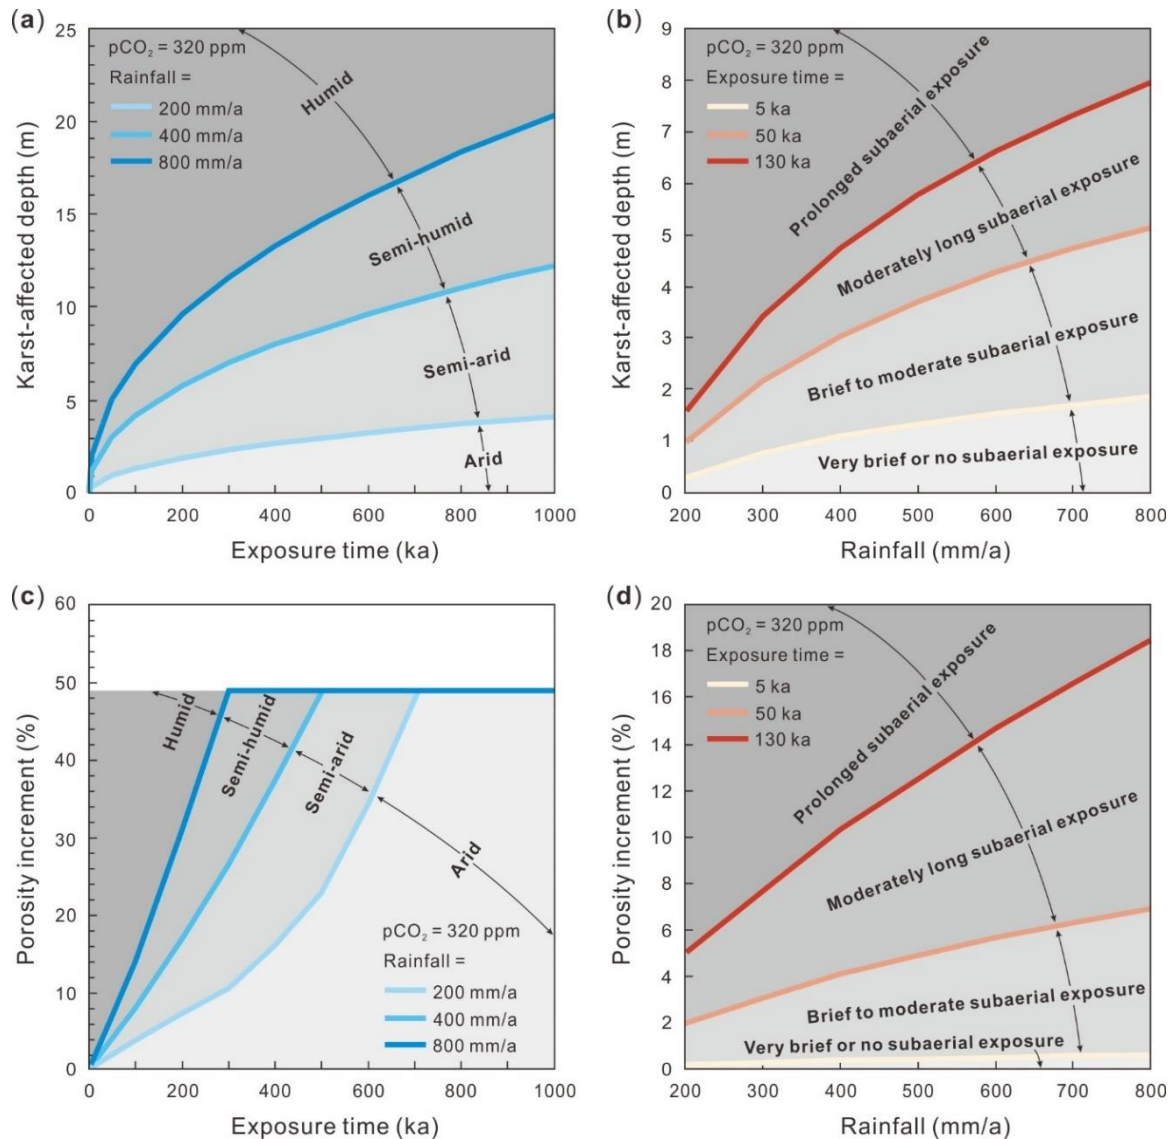 (a)
25
20
15
10
5
0
Karst-affected depth (m)
pCO₂ = 320 ppm
Rainfall =
200 mm/a
400 mm/a
800 mm/a
Humid
Semi-humid
Semi-arid
Arid
0 200 400 600 800 1000
Exposure time (ka)
(b)
9
8
7
6
5
4
3
2
1
0
Karst-affected depth (m)
pCO₂ = 320 ppm
Exposure time =
5 ka
50 ka
130 ka
Prolonged subaerial exposure
Moderately long subaerial exposure
Brief to moderate subaerial exposure
Very brief or no subaerial exposure
200 300 400 500 600 700 800
Rainfall (mm/a)
(c)
60
50
40
30
20
10
0
Porosity increment (%)
Humid
Semi-humid
Semi-arid
Arid
pCO₂ = 320 ppm
Rainfall =
200 mm/a
400 mm/a
800 mm/a
0 200 400 600 800 1000
Exposure time (ka)
(d)
20
18
16
14
12
10
8
6
4
2
0
Porosity increment (%)
pCO₂ = 320 ppm
Exposure time =
5 ka
50 ka
130 ka
Prolonged subaerial exposure
Moderately long subaerial exposure
Brief to moderate subaerial exposure
Very brief or no subaerial exposure
200 300 400 500 600 700 800
Rainfall (mm/a)